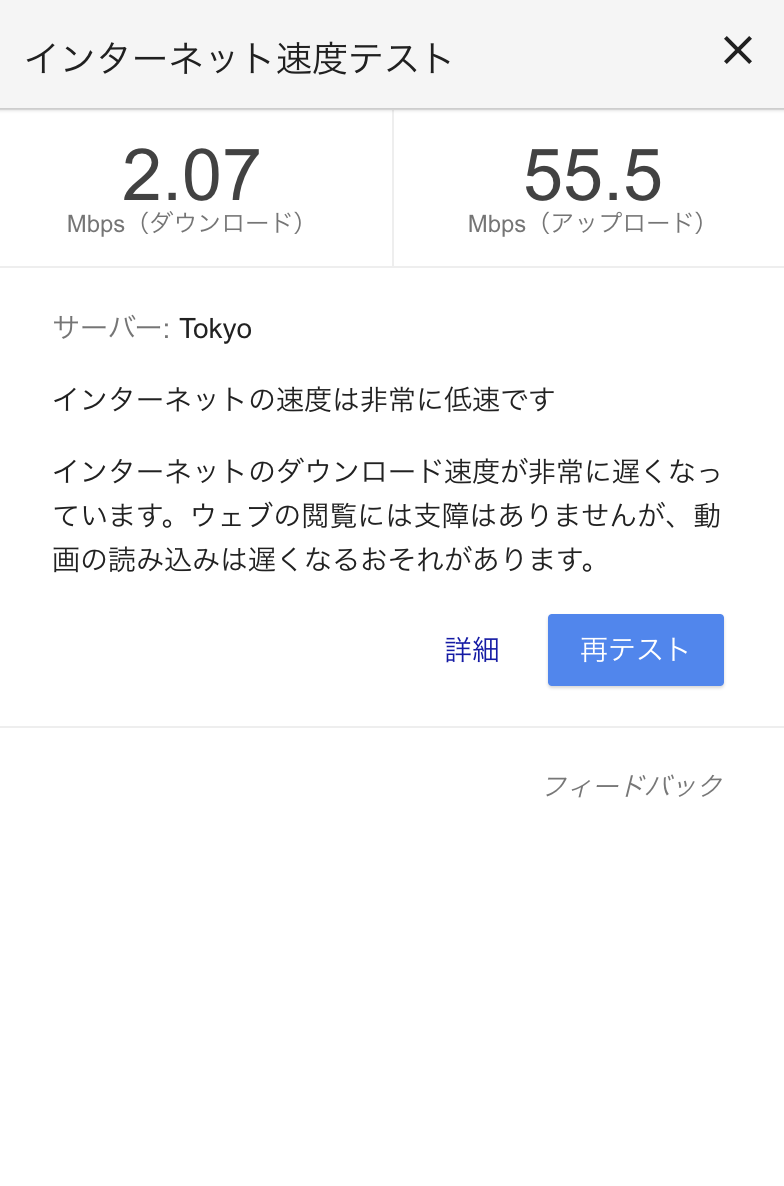 インターネット速度テスト
2.07
Mbps（ダウンロード）
55.5
Mbps（アップロード）
サーバー: Tokyo
インターネットの速度は非常に低速です
インターネットのダウンロード速度が非常に遅くなっ
ています。ウェブの閲覧には支障はありませんが、動
画の読み込みは遅くなるおそれがあります。
詳細
再テスト
フィードバック